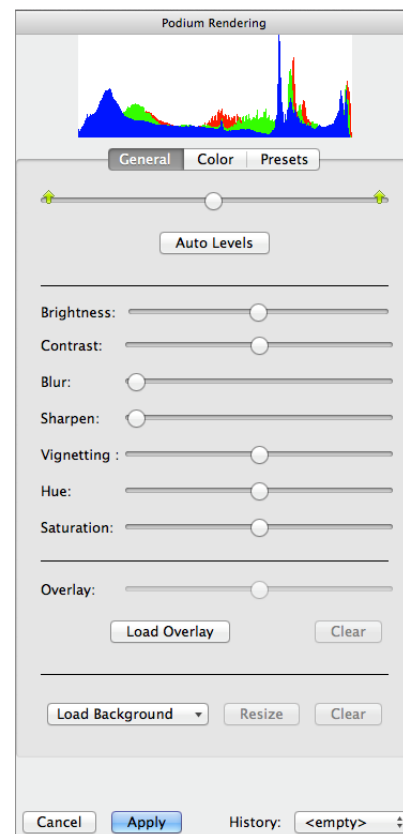 Podium Rendering
General Color Presets
Auto Levels
Brightness:
Contrast:
Blur:
Sharpen:
Vignetting :
Hue:
Saturation:
Overlay:
Load Overlay Clear
Load Background Resize Clear
Cancel Apply History: <empty>